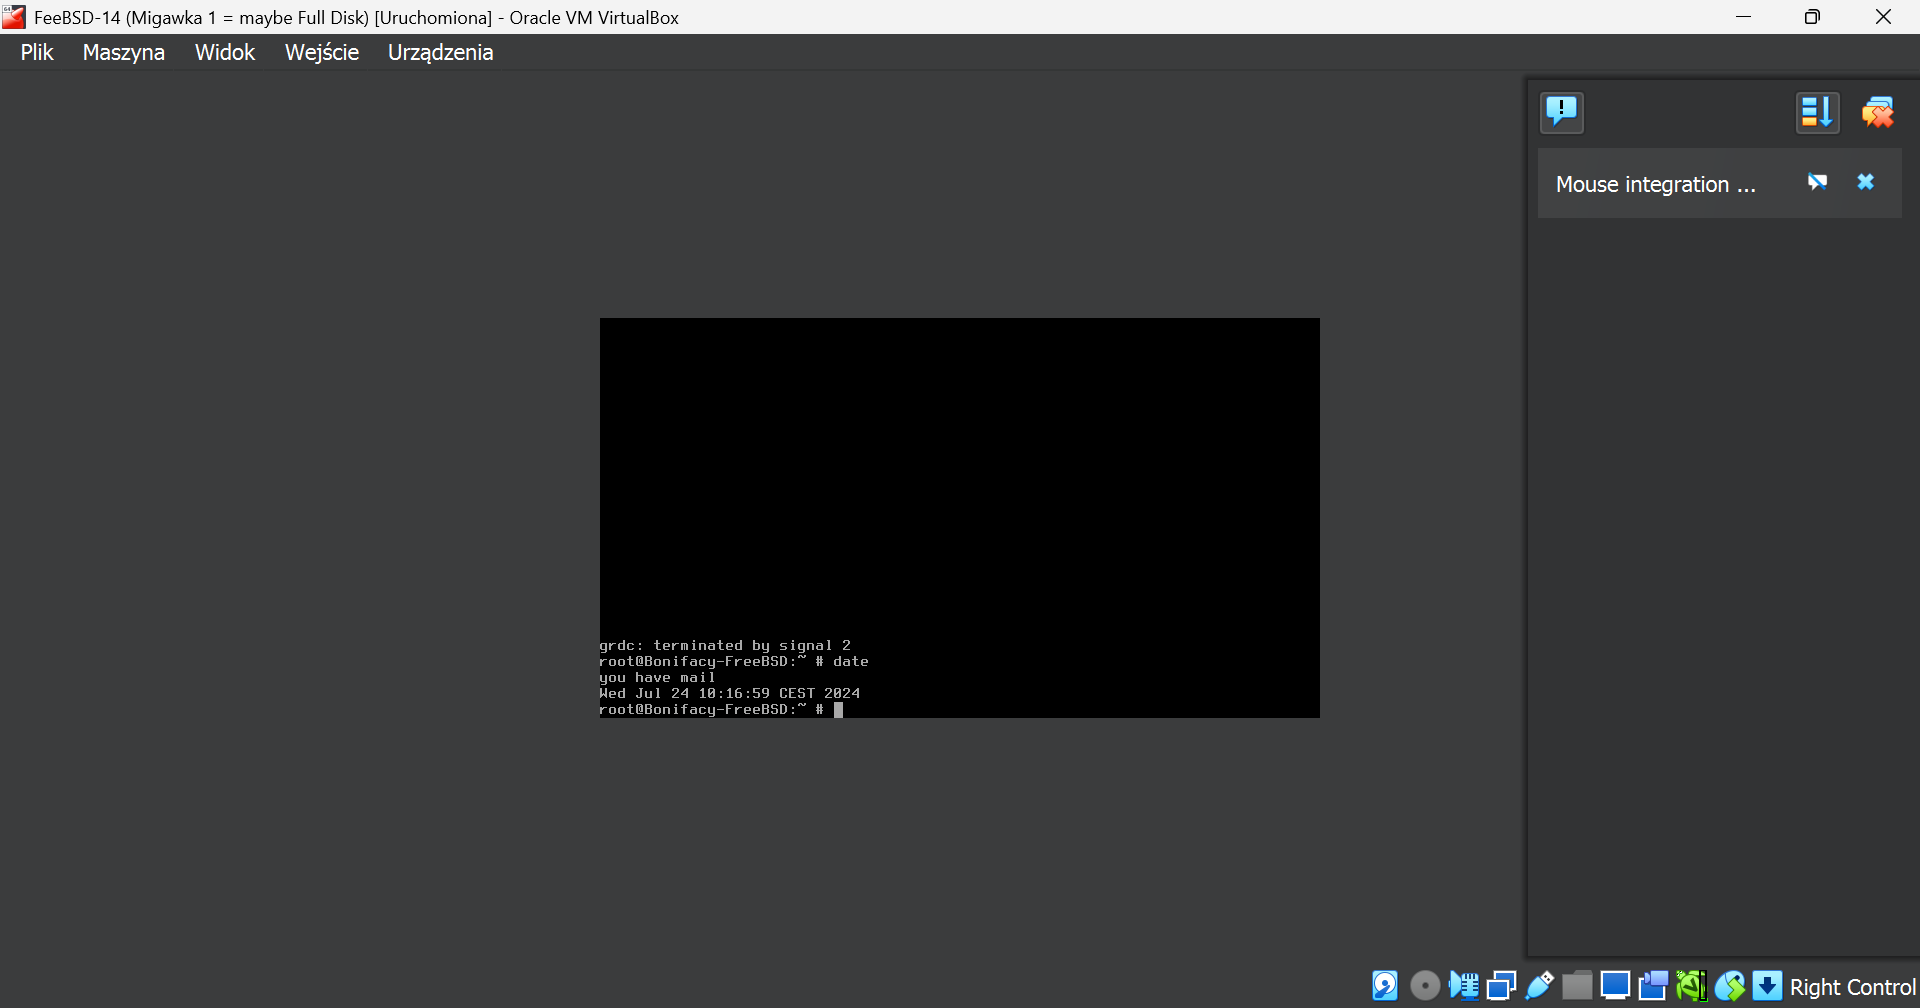 FeeBSD-14 (Migawka 1 = maybe Full Disk) [Uruchomiona] - Oracle VM VirtualBox
Plik Maszyna Widok Wejście Urządzenia
Mouse integration ...
grdc: terminated by signal 2
root@Bonifacy-FreeBSD:~ # date
you have mail
Wed Jul 24 10:16:59 CEST 2024
root@Bonifacy-FreeBSD:~ #
Right Control